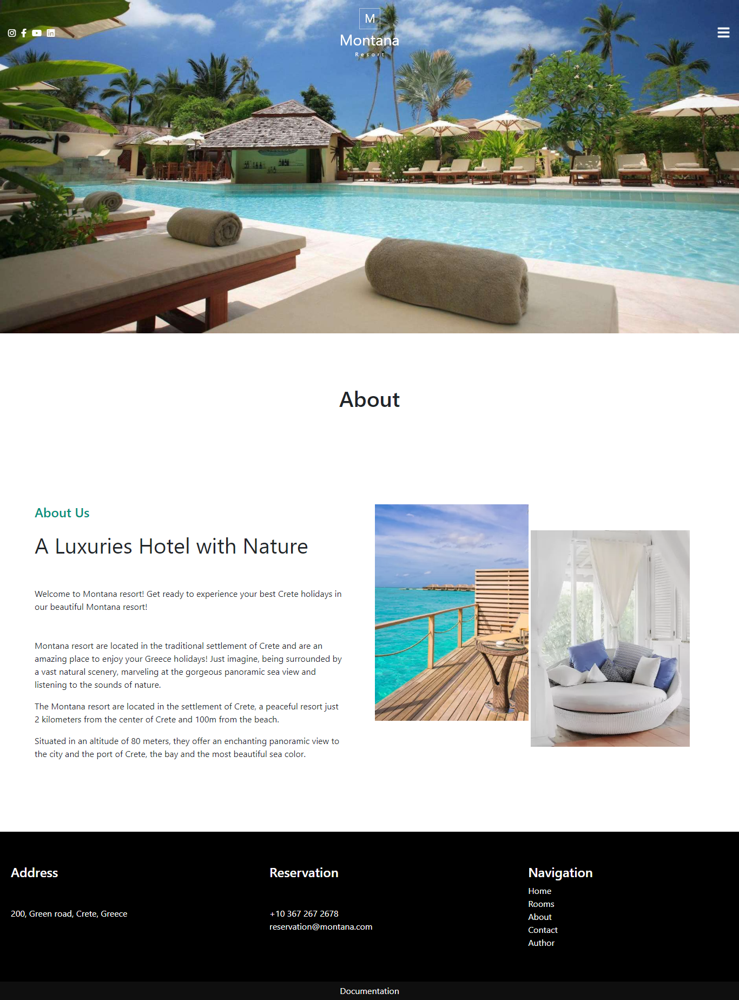 M
Montana
Resort
About
About Us
A Luxuries Hotel with Nature
Welcome to Montana resort! Get ready to experience your best Crete holidays in
our beautiful Montana resort!
Montana resort are located in the traditional settlement of Crete and are an
amazing place to enjoy your Greece holidays! Just imagine, being surrounded by
a vast natural scenery, marveling at the gorgeous panoramic sea view and
listening to the sounds of nature.
The Montana resort are located in the settlement of Crete, a peaceful resort just
2 kilometers from the center of Crete and 100m from the beach.
Situated in an altitude of 80 meters, they offer an enchanting panoramic view to
the city and the port of Crete, the bay and the most beautiful sea color.
Address
200, Green road, Crete, Greece
Reservation
+10 367 267 2678
reservation@montana.com
Navigation
Home
Rooms
About
Contact
Author
Documentation